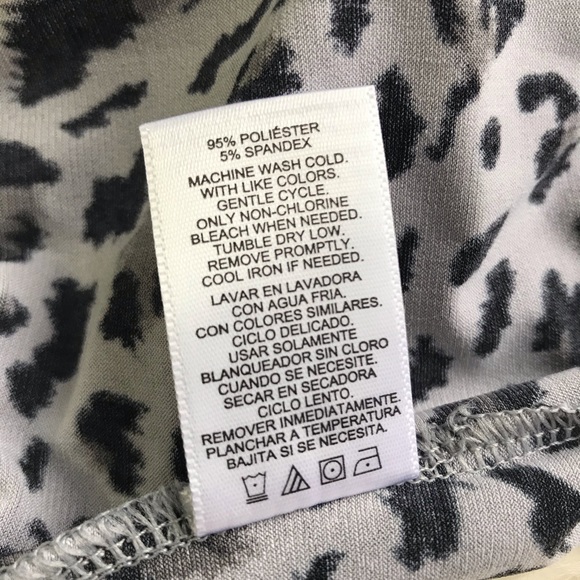 95% POLIÉSTER
5% SPANDEX
MACHINE WASH COLD.
WITH LIKE COLORS.
GENTLE CYCLE.
ONLY NON-CHLORINE
BLEACH WHEN NEEDED.
TUMBLE DRY LOW.
REMOVE PROMPTLY.
COOL IRON IF NEEDED.
LAVAR EN LAVADORA
CON AGUA FRIA.
CON COLORES SIMILARES.
CICLO DELICADO.
USAR SOLAMENTE
BLANQUEADOR SIN CLORO
CUANDO SE NECESITE.
SECAR EN SECADORA
CICLO LENTO.
REMOVER INMEDIATAMENTE.
PLANCHAR A TEMPERATURA
BAJITA SI SE NECESITA.